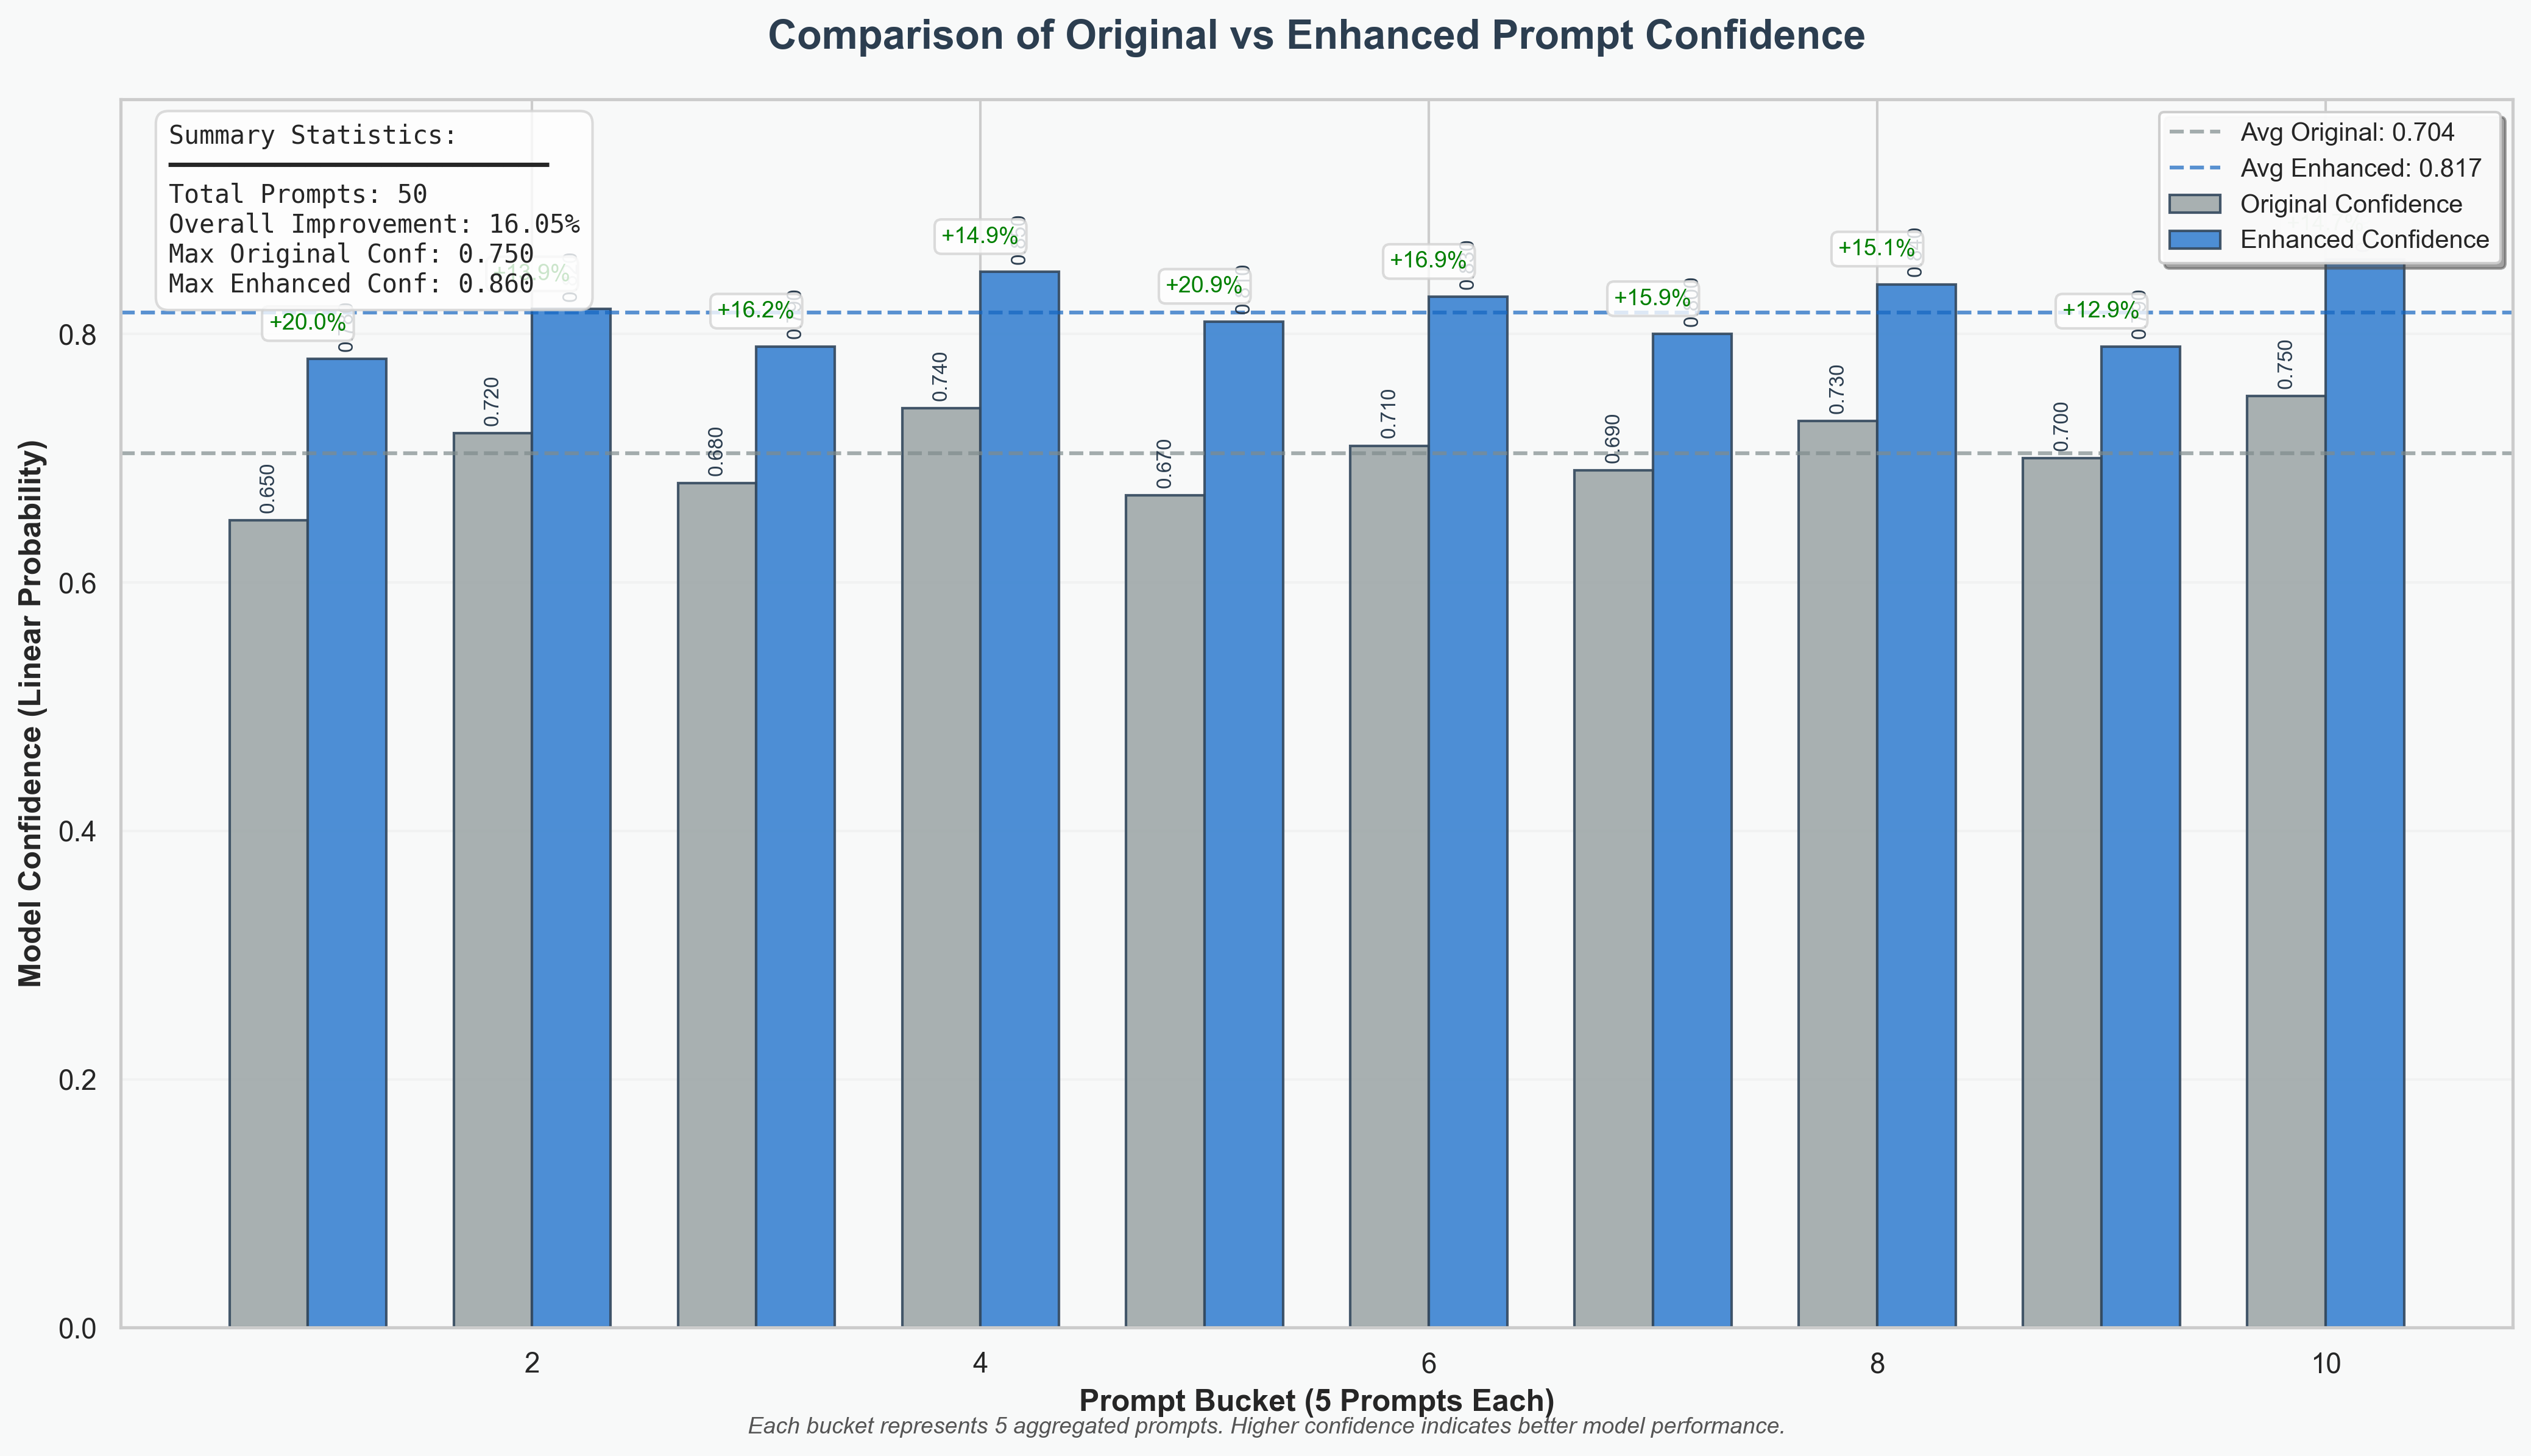 Comparison of Original vs Enhanced Prompt Confidence
Summary Statistics:
Total Prompts: 50
Overall Improvement: 16.05%
Max Original Conf: 0.750
Max Enhanced Conf: 0.860
Avg Original: 0.704
Avg Enhanced: 0.817
Original Confidence
Enhanced Confidence
+20.0%
+13.9%
+16.2%
+14.9%
+20.9%
+16.9%
+15.9%
+15.1%
+12.9%
0.650
0.720
0.680
0.740
0.670
0.710
0.690
0.730
0.700
0.750
Model Confidence (Linear Probability)
0.8
0.6
0.4
0.2
0.0
2
4
6
8
10
Prompt Bucket (5 Prompts Each)
Each bucket represents 5 aggregated prompts. Higher confidence indicates better model performance.